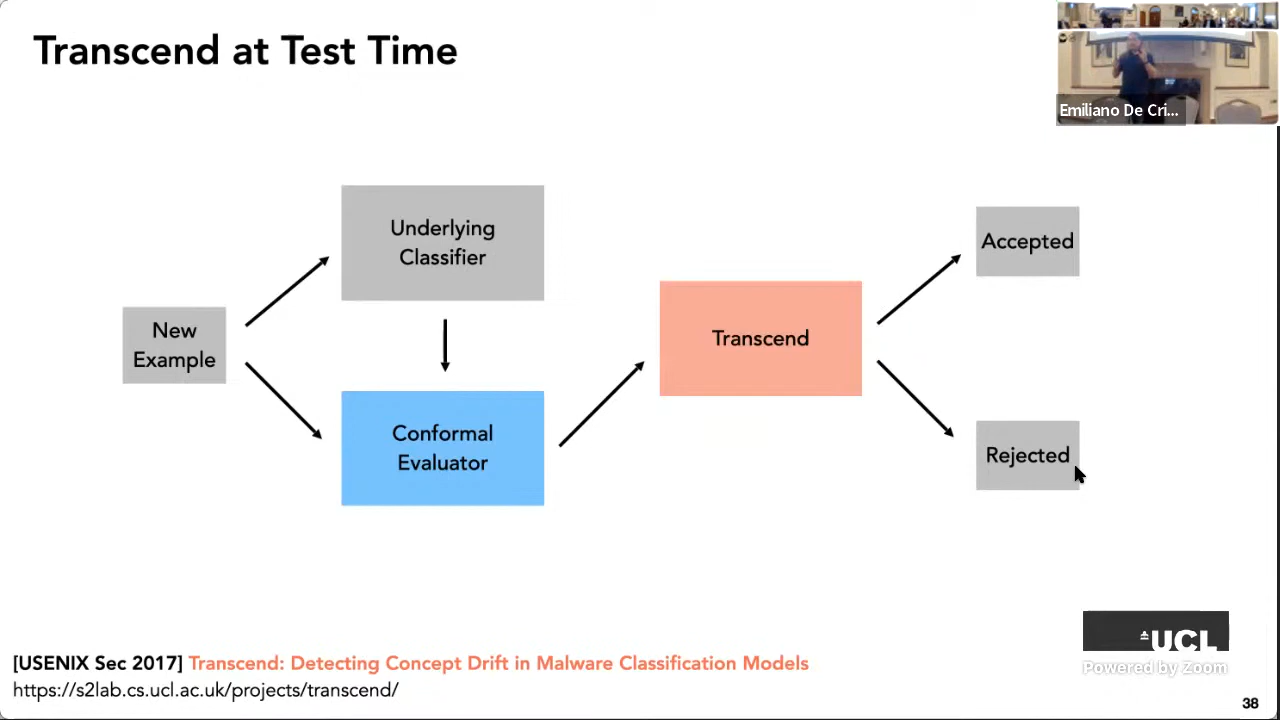 Transcend at Test Time
Emiliano De Cri...
Underlying
Classifier
Accepted
New
Example
Transcend
Conformal
Evaluator
Rejected
UCL
Powered by Zoom
[USENIX Sec 2017] Transcend: Detecting Concept Drift in Malware Classification Models
https://s2lab.cs.ucl.ac.uk/projects/transcend/
38